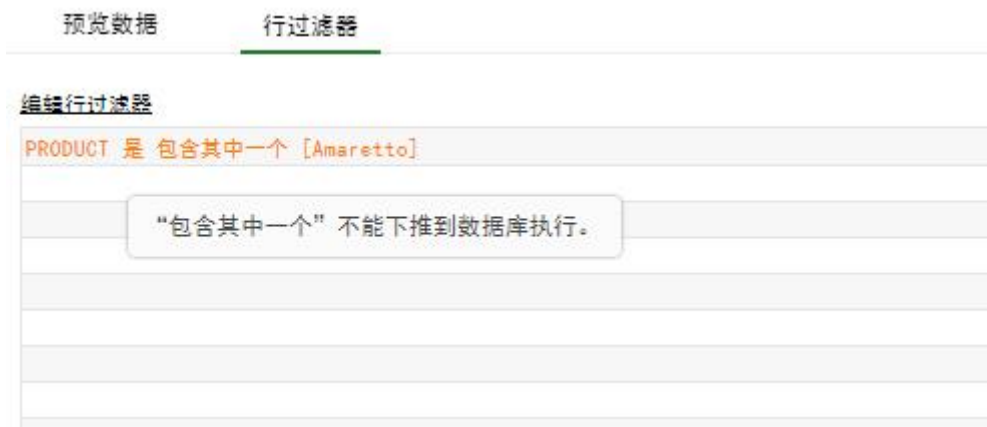 预览数据 行过滤器
编辑行过滤器
PRODUCT 是 包含其中一个 [Amaretto]
“包含其中一个”不能下推到数据库执行。